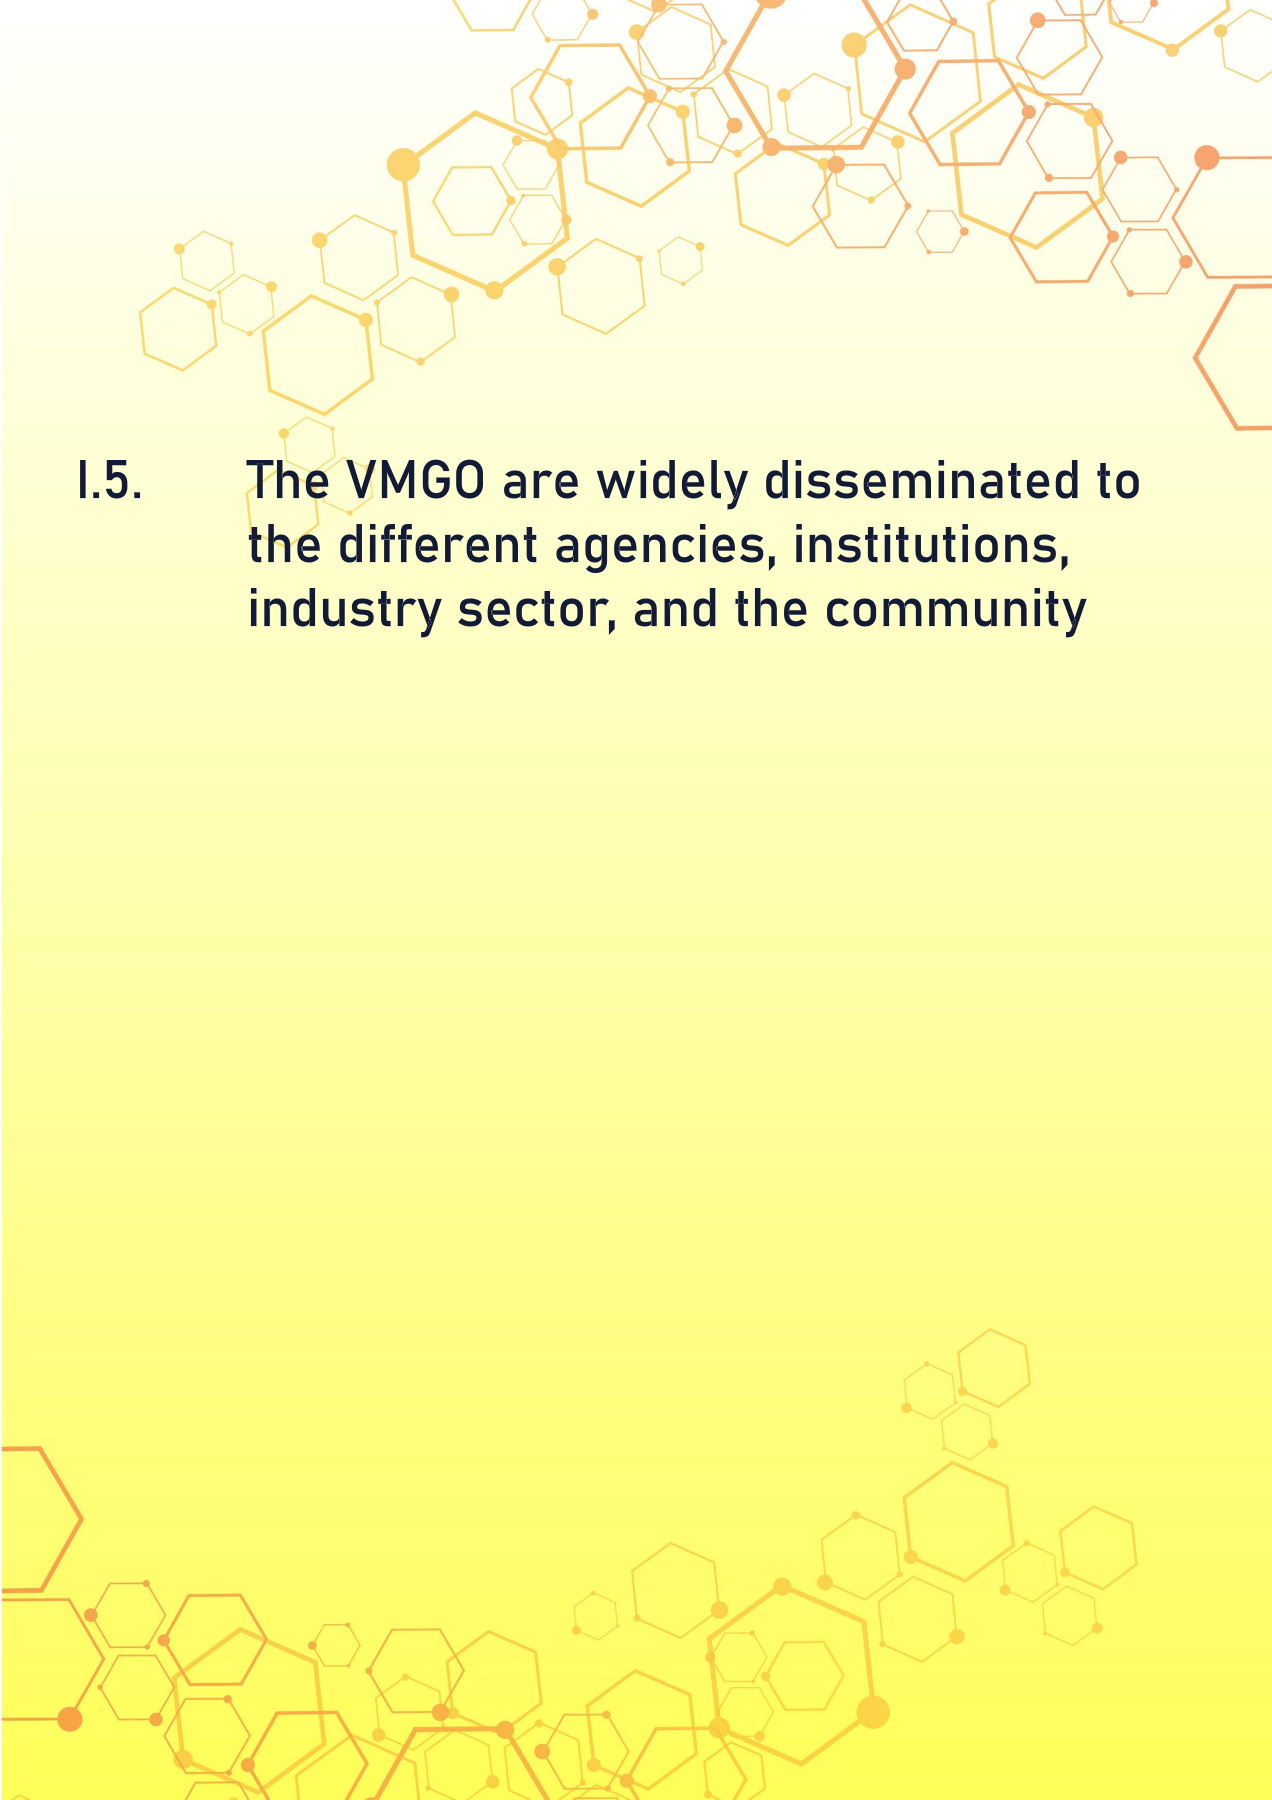 I.5. The VMGO are widely disseminated to
the different agencies, institutions,
industry sector, and the community